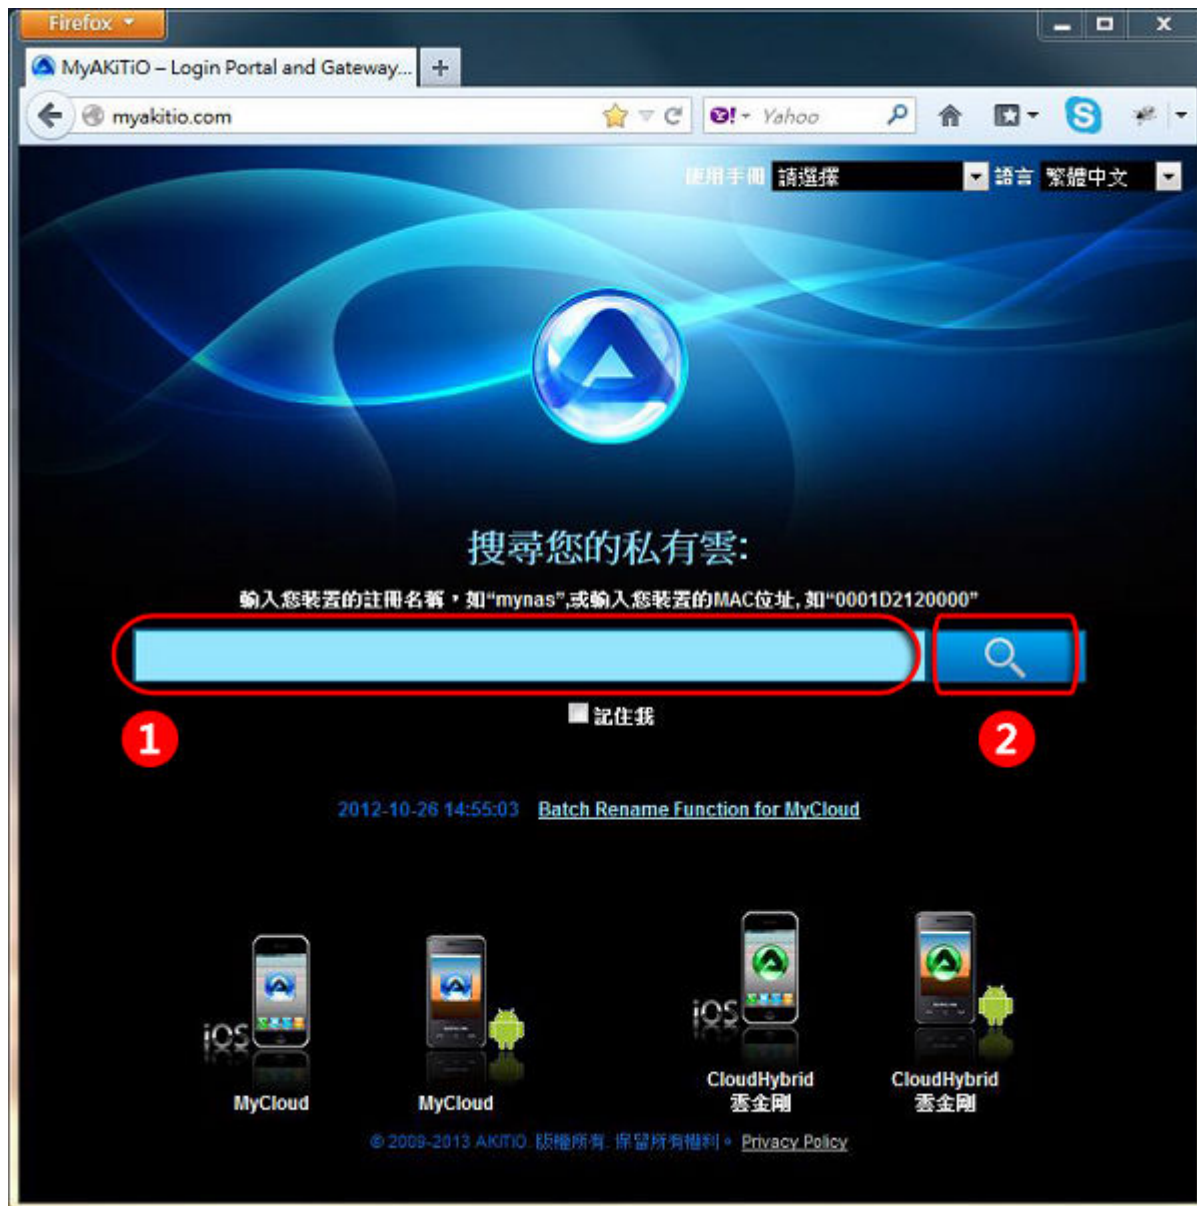 Firefox
MyAKiTiO – Login Portal and Gateway...
myakitio.com
Yahoo
使用手冊 請選擇 語言 繁體中文
搜尋您的私有雲:
輸入您裝置的註冊名稱，如“mynas”,或輸入您裝置的MAC位址, 如“0001D2120000”
記住我
1
2
2012-10-26 14:55:03 Batch Rename Function for MyCloud
iOS
iOS
MyCloud
MyCloud
CloudHybrid
雲金剛
CloudHybrid
雲金剛
© 2009-2013 AKiTiO. 版權所有. 保留所有權利。 Privacy Policy